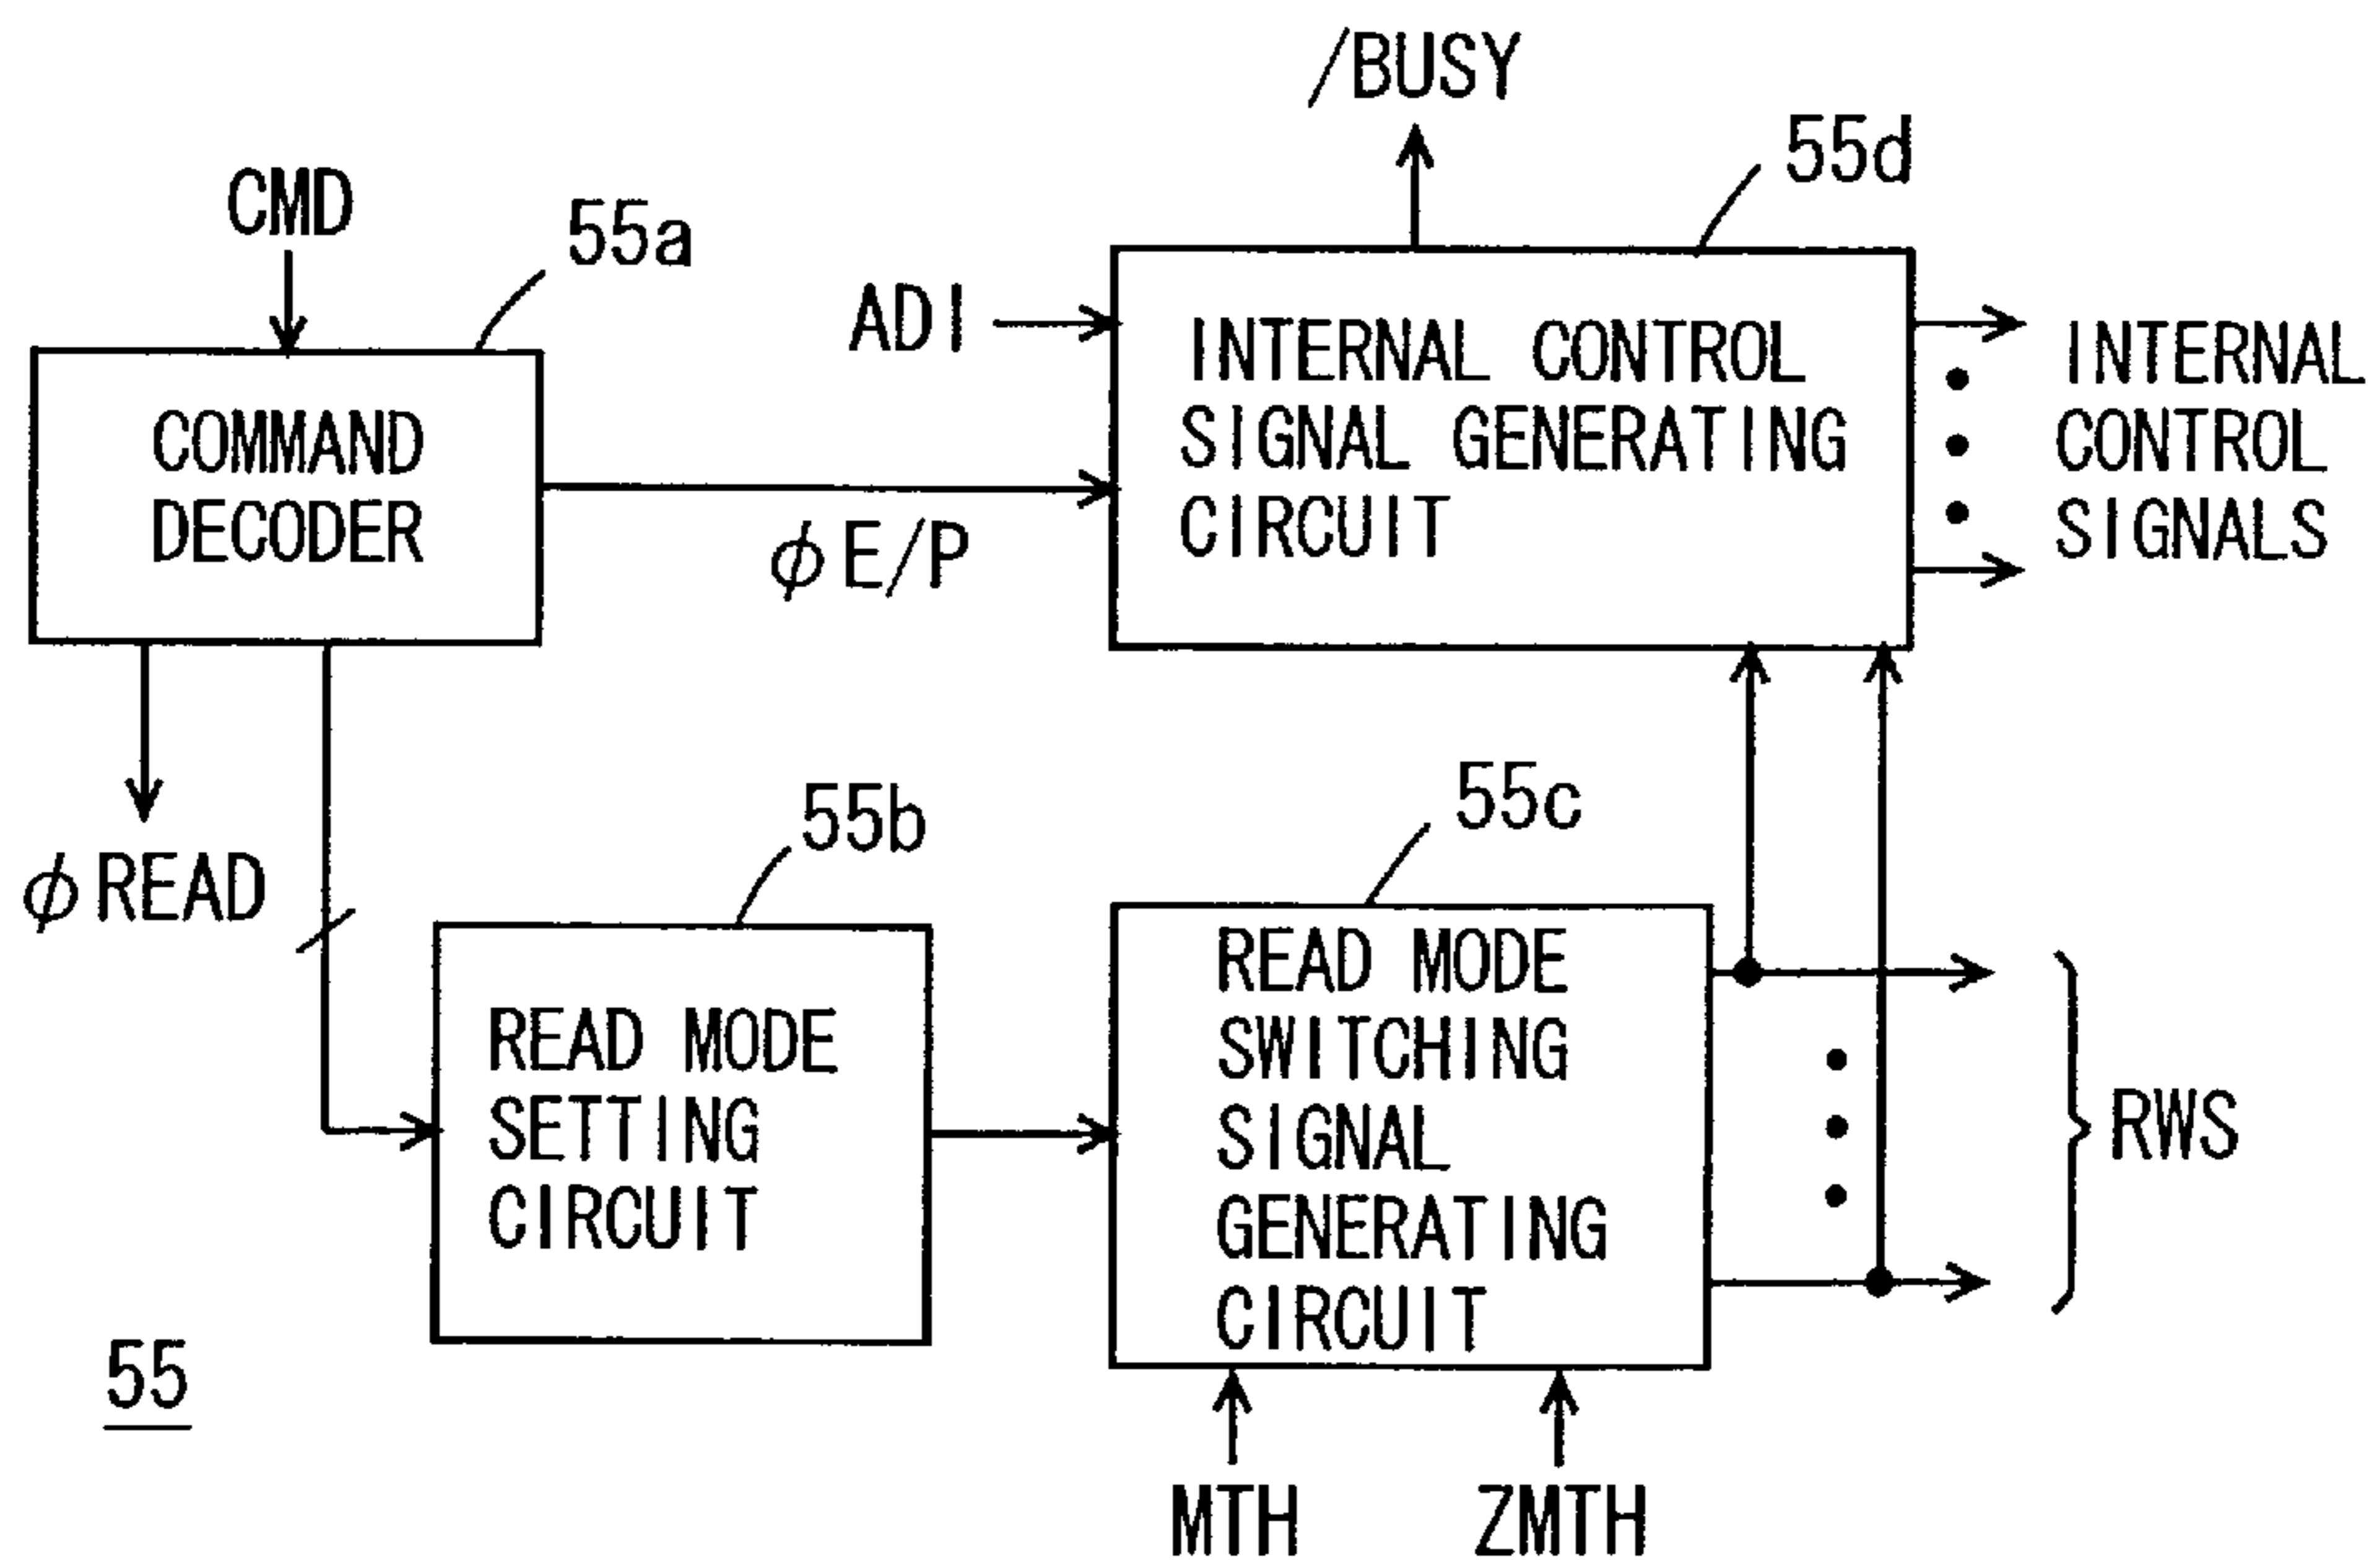 /BUSY
55d
CMD
55a
ADI
COMMAND
DECODER
INTERNAL CONTROL
SIGNAL GENERATING
CIRCUIT
INTERNAL
CONTROL
SIGNALS
φE/P
φREAD
55b
55c
READ MODE
SETTING
CIRCUIT
READ MODE
SWITCHING
SIGNAL
GENERATING
CIRCUIT
RWS
55
MTH
ZMTH